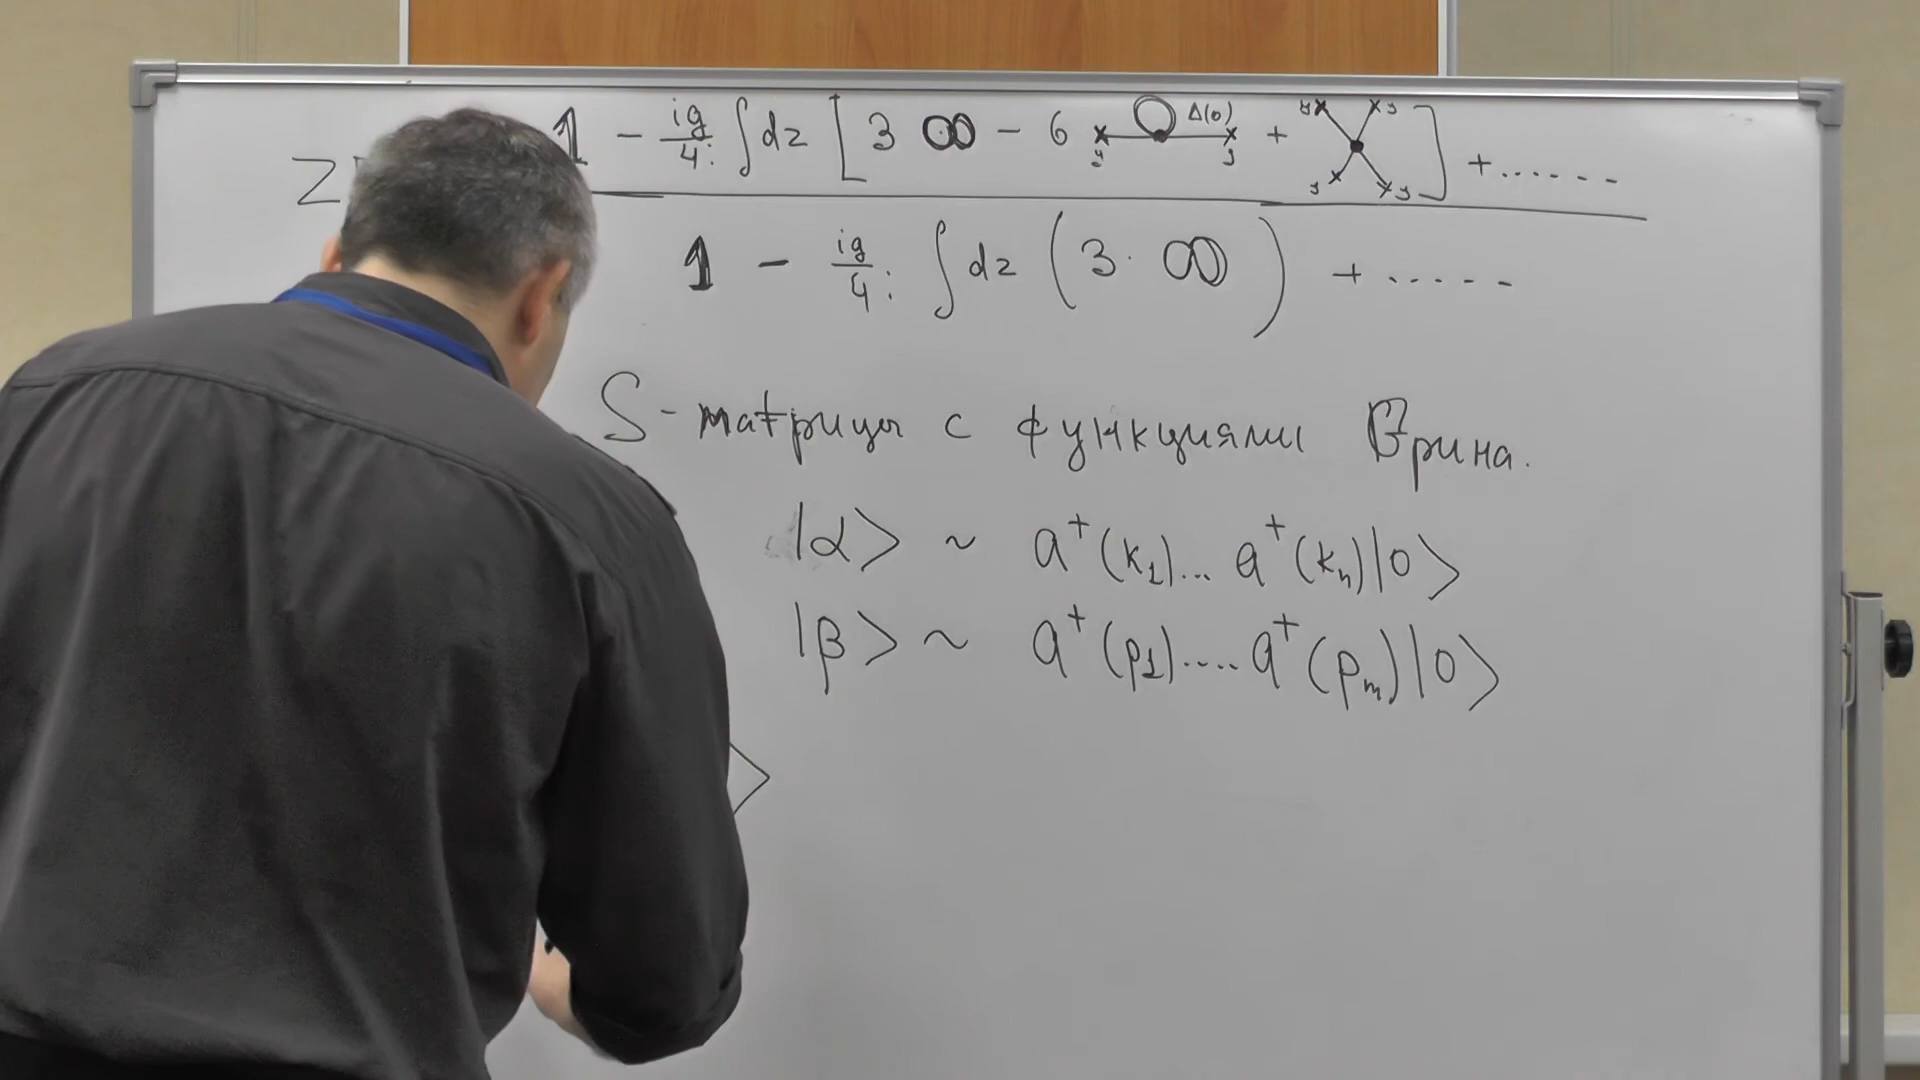 Z 1 - ig/4! ∫dz [ 3 ꝏ - 6 Δ(0) y y + y y y y ] + ......
1 - ig/4! ∫dz ( 3 · ꝏ ) + .....
S-матрицы с функциями Грина.
|α> ~ a⁺(k₁)... a⁺(kₙ)|0>
|β> ~ a⁺(p₁).... a⁺(pₘ)|0>
>